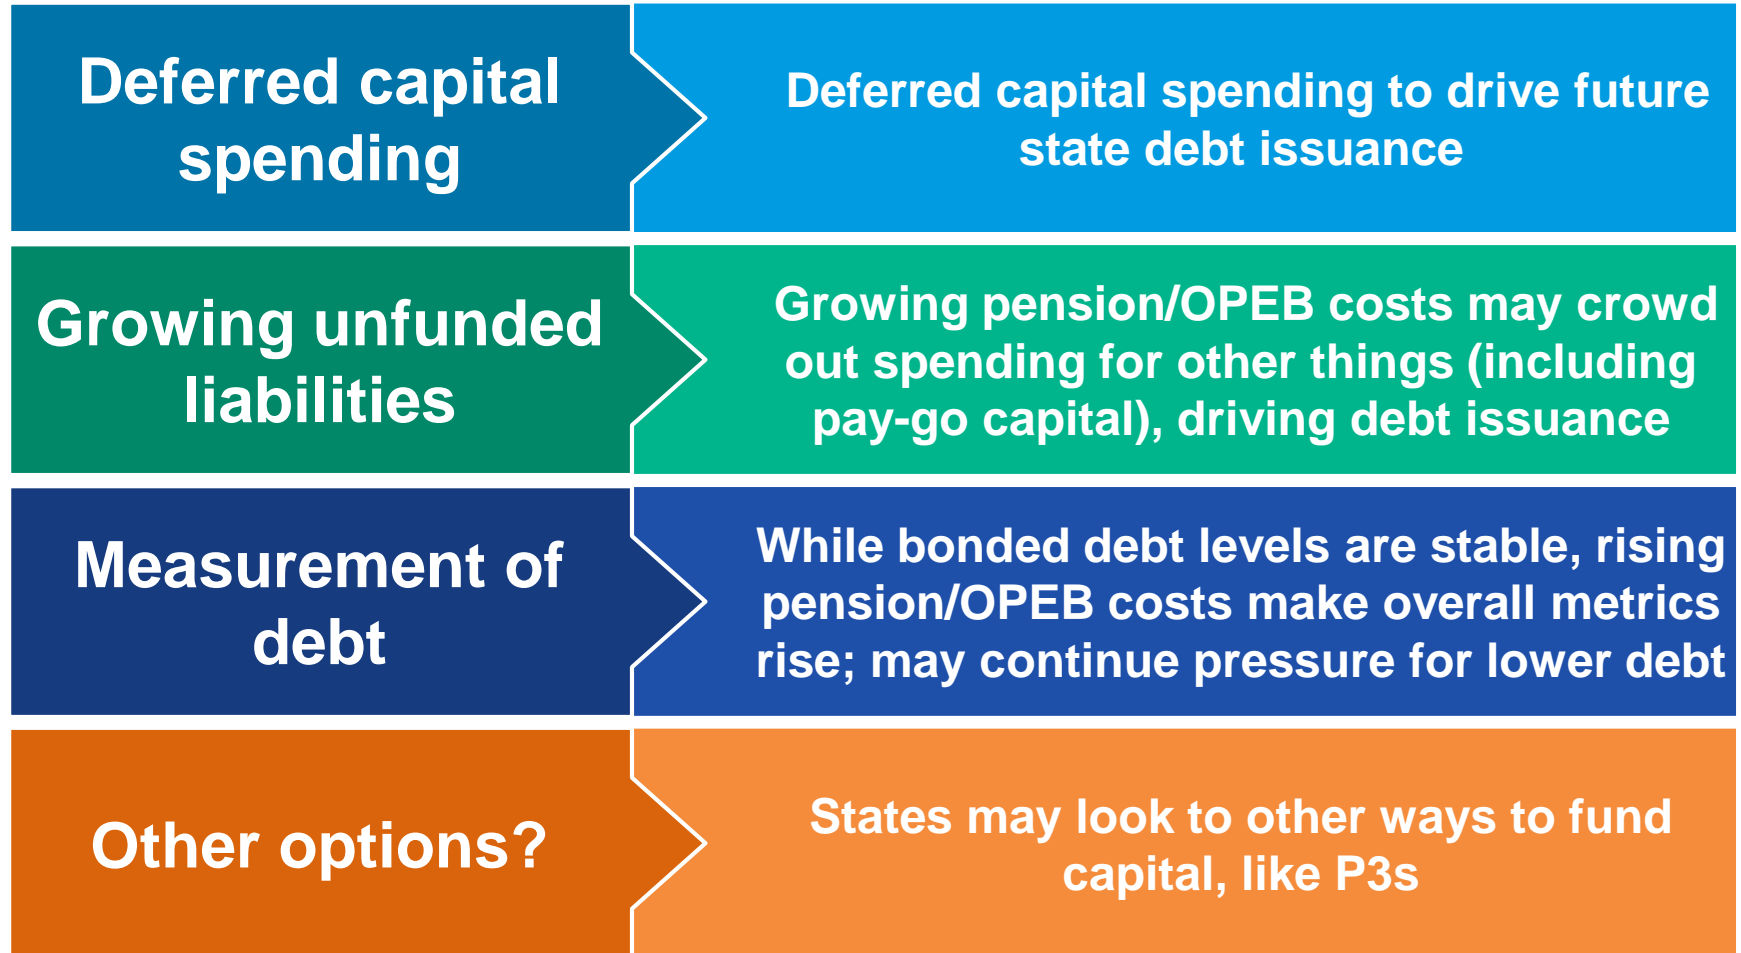 Deferred capital
spending
Deferred capital spending to drive future
state debt issuance
Growing unfunded
liabilities
Growing pension/OPEB costs may crowd
out spending for other things (including
pay-go capital), driving debt issuance
Measurement of
debt
While bonded debt levels are stable, rising
pension/OPEB costs make overall metrics
rise; may continue pressure for lower debt
Other options?
States may look to other ways to fund
capital, like P3s